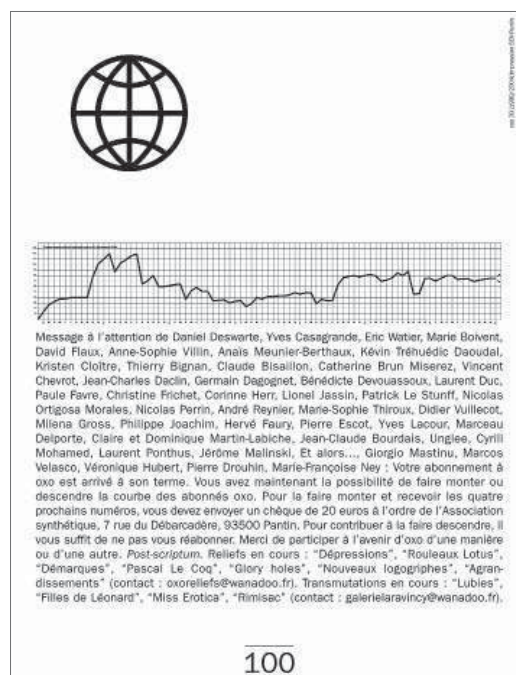 Message à l'attention de Daniel Deswarte, Yves Casagrande, Eric Watier, Marie Boivent,
David Flaux, Anne-Sophie Villin, Anaïs Meunier-Berthaux, Kévin Tréhuédic Daoudal,
Kristen Cloître, Thierry Bignan, Claude Bisaillon, Catherine Brun Miserez, Vincent
Chevrot, Jean-Charles Daclin, Germain Dagognet, Bénédicte Devouassoux, Laurent Duc,
Paule Favre, Christine Frichet, Corinne Herr, Lionel Jassin, Patrick Le Stunff, Nicolas
Ortigosa Morales, Nicolas Perrin, André Reynier, Marie-Sophie Thiroux, Didier Vuillecot,
Milena Gross, Philippe Joachim, Hervé Faury, Pierre Escot, Yves Lacour, Marceau
Delporte, Claire et Dominique Martin-Labiche, Jean-Claude Bourdais, Unglee, Cyrill
Mohamed, Laurent Ponthus, Jérôme Malinski, Et alors..., Giorgio Mastinu, Marcos
Velasco, Véronique Hubert, Pierre Drouhin, Marie-Françoise Ney : Votre abonnement à
oxo est arrivé à son terme. Vous avez maintenant la possibilité de faire monter ou
descendre la courbe des abonnés oxo. Pour la faire monter et recevoir les quatre
prochains numéros, vous devez envoyer un chèque de 20 euros à l'ordre de l'Association
synthétique, 7 rue du Débarcadère, 93500 Pantin. Pour contribuer à la faire descendre, il
vous suffit de ne pas vous réabonner. Merci de participer à l'avenir d'oxo d'une manière
ou d'une autre. Post-scriptum. Reliefs en cours : "Dépressions", "Rouleaux Lotus",
"Démarques", "Pascal Le Coq", "Glory holes", "Nouveaux logogriphes", "Agran-
dissements" (contact : oxoreliefs@wanadoo.fr). Transmutations en cours : "Lubies",
"Filles de Léonard", "Miss Erotica", "Rimisac" (contact : galerielaravincy@wanadoo.fr).
100